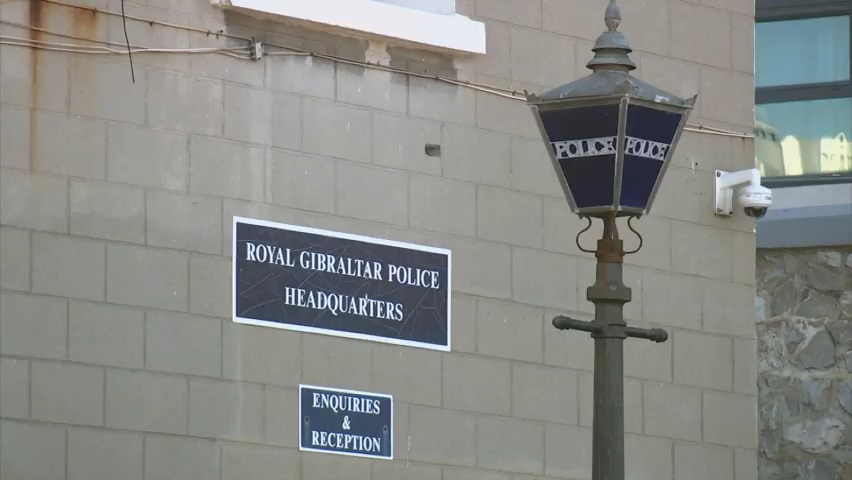 ROYAL GIBRALTAR POLICE
HEADQUARTERS
ENQUIRIES
&
RECEPTION
POLICE POLICE